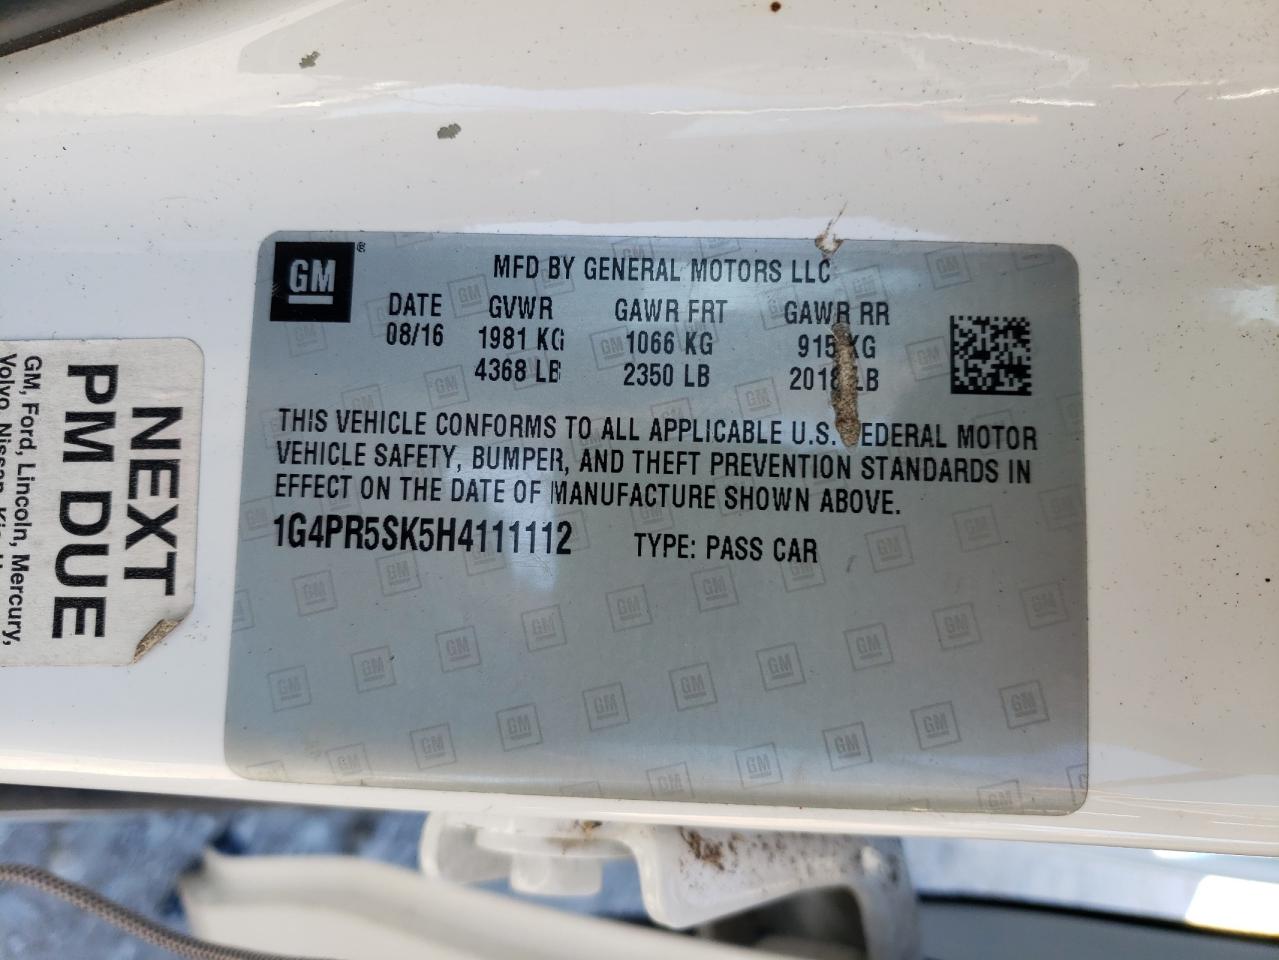 GM ®
MFD BY GENERAL MOTORS LLC
DATE GVWR GAWR FRT GAWR RR
08/16 1981 KG 1066 KG 915 KG
4368 LB 2350 LB 2018 LB
THIS VEHICLE CONFORMS TO ALL APPLICABLE U.S. FEDERAL MOTOR
VEHICLE SAFETY, BUMPER, AND THEFT PREVENTION STANDARDS IN
EFFECT ON THE DATE OF MANUFACTURE SHOWN ABOVE.
1G4PR5SK5H4111112 TYPE: PASS CAR
NEXT
PM DUE
GM, Ford, Lincoln, Mercury,
Volvo, Nissan, Kia,